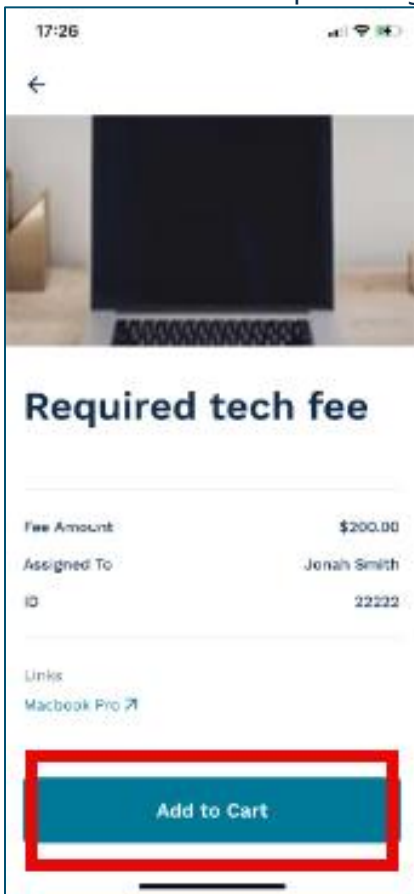 17:26
Required tech fee
Fee Amount $200.00
Assigned To Jonah Smith
ID 22222
Links
Macbook Pro
Add to Cart